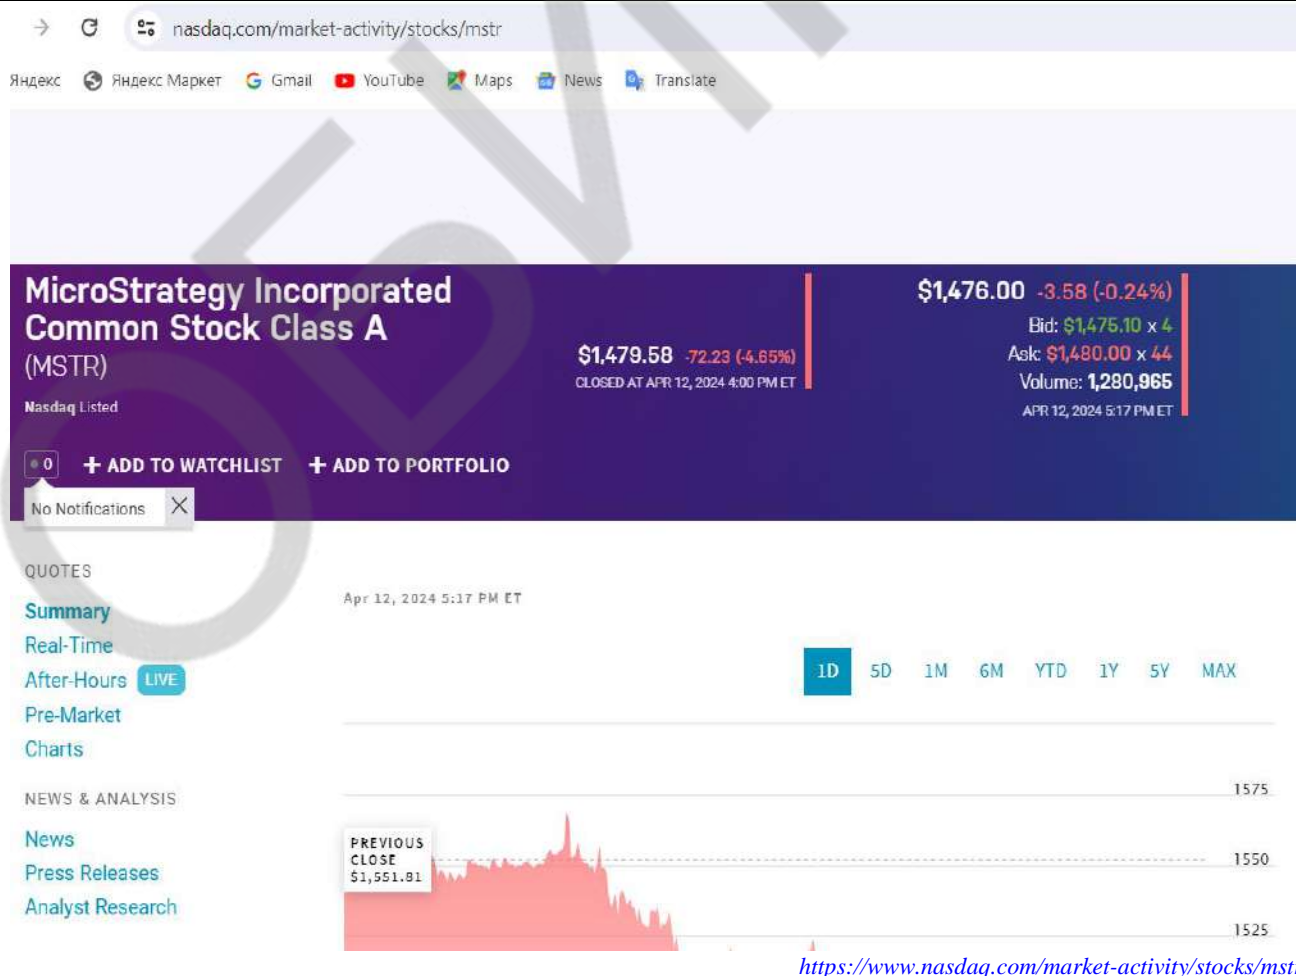 nasdaq.com/market-activity/stocks/mstr
Яндекс Яндекс Маркет Gmail YouTube Maps News Translate
MicroStrategy Incorporated
Common Stock Class A
(MSTR)
Nasdaq Listed
$1,479.58 -72.23 (-4.65%)
CLOSED AT APR 12, 2024 4:00 PM ET
$1,476.00 -3.58 (-0.24%)
Bid: $1,475.10 x 4
Ask: $1,480.00 x 44
Volume: 1,280,965
APR 12, 2024 5:17 PM ET
0 + ADD TO WATCHLIST + ADD TO PORTFOLIO
No Notifications
QUOTES
Summary
Real-Time
After-Hours LIVE
Pre-Market
Charts
NEWS & ANALYSIS
News
Press Releases
Analyst Research
Apr 12, 2024 5:17 PM ET
1D 5D 1M 6M YTD 1Y 5Y MAX
1575
PREVIOUS
CLOSE
$1,551.81
1550
1525
https://www.nasdaq.com/market-activity/stocks/mst